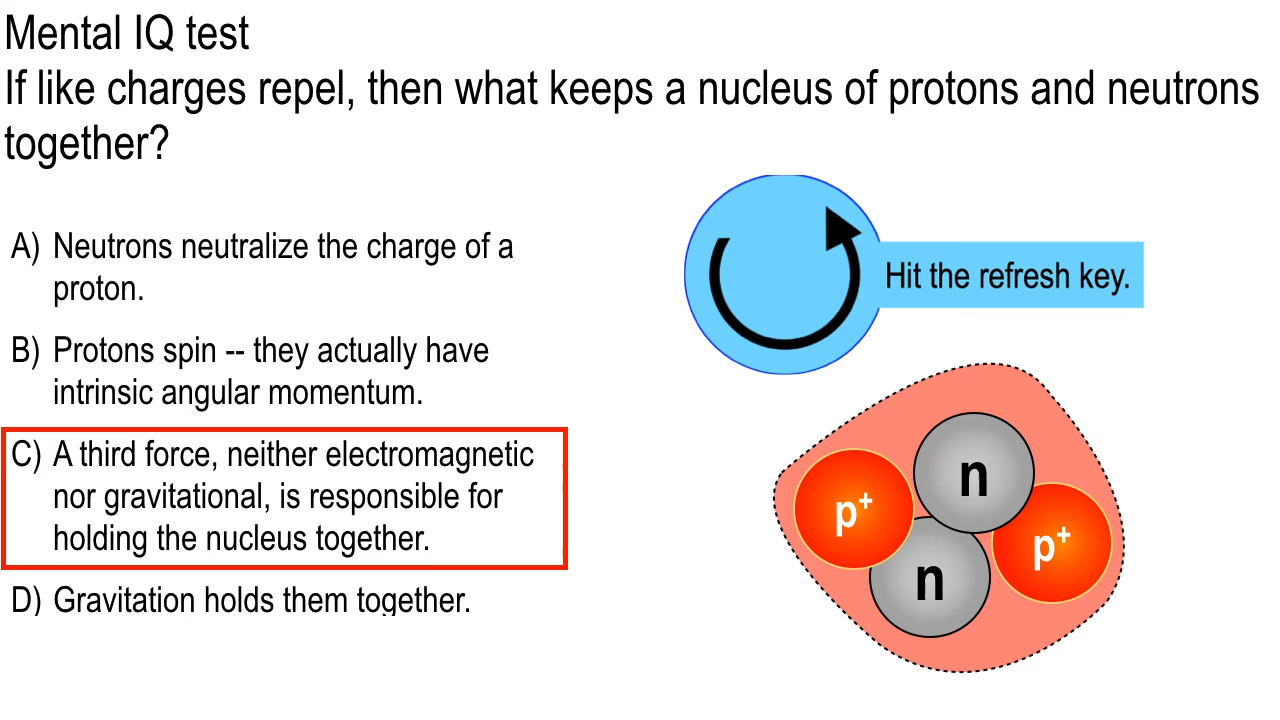 Mental IQ test
If like charges repel, then what keeps a nucleus of protons and neutrons
together?
A) Neutrons neutralize the charge of a
proton.
B) Protons spin -- they actually have
intrinsic angular momentum.
C) A third force, neither electromagnetic
nor gravitational, is responsible for
holding the nucleus together.
D) Gravitation holds them together.
Hit the refresh key.
n
p+
p+
n